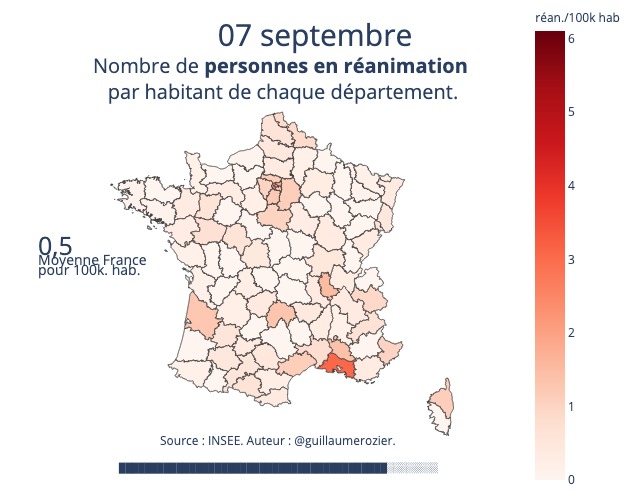 07 septembre
Nombre de personnes en réanimation
par habitant de chaque département.
réan./100k hab
6
5
4
3
2
1
0
0,5
Moyenne France
pour 100k. hab.
Source : INSEE. Auteur : @guillaumerozier.